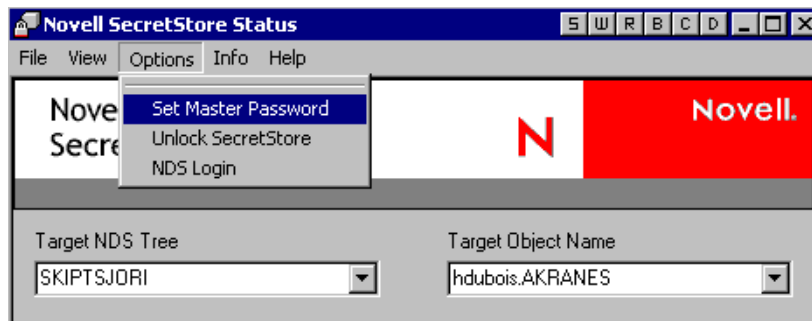 Novell SecretStore Status S W R B C D
File View Options Info Help
Set Master Password
Unlock SecretStore
NDS Login
Nove
Secre
N
Novell.
Target NDS Tree
SKIPTSJORI
Target Object Name
hdubois.AKRANES